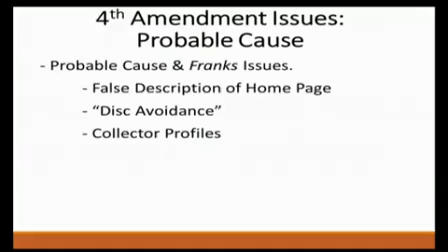 4th Amendment Issues:
Probable Cause
- Probable Cause & Franks Issues.
- False Description of Home Page
- “Disc Avoidance”
- Collector Profiles